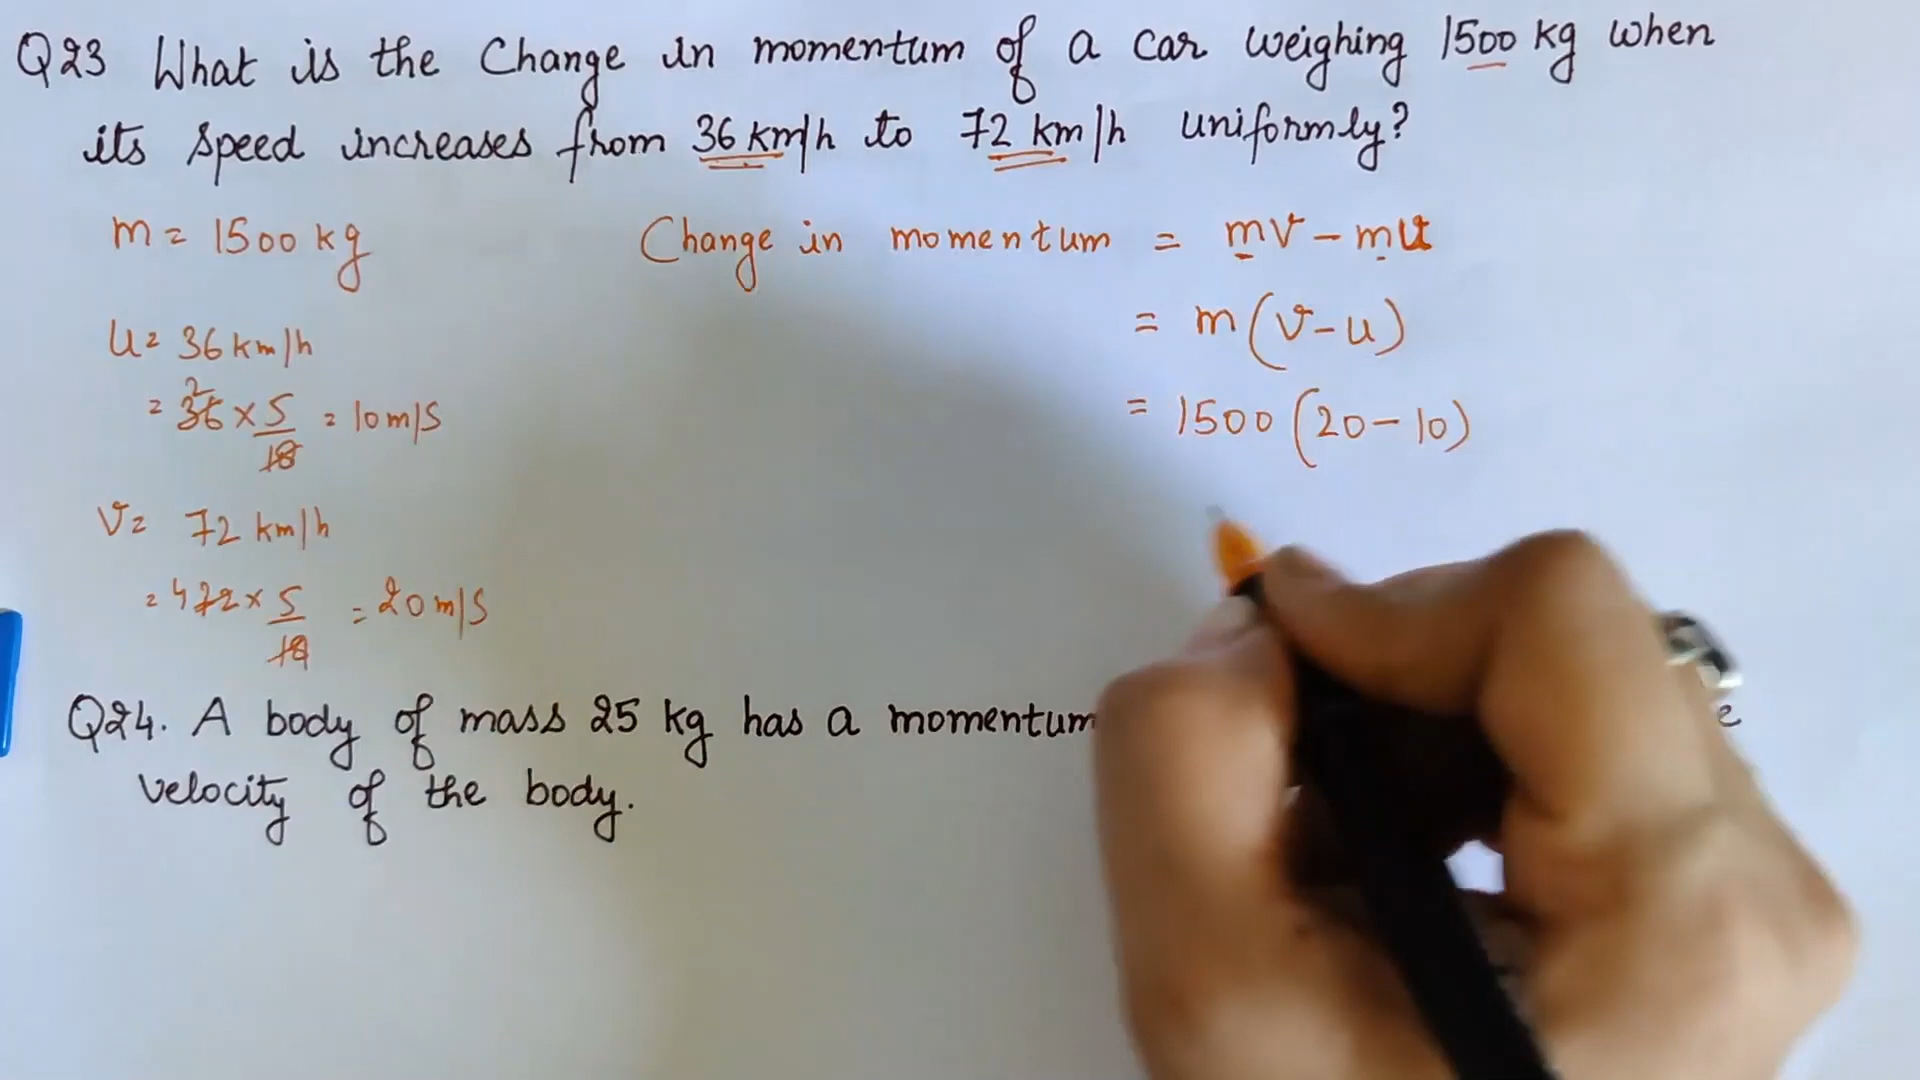 Q23 What is the Change in momentum of a car weighing 1500 kg when
its speed increases from 36 km/h to 72 km/h uniformly?
m = 1500 kg
u = 36 km/h
= 36 2 × 5/18 = 10 m/s
v = 72 km/h
= 4 72 × 5/18 = 20 m/s
Change in momentum = mv - mu
= m(v-u)
= 1500 (20-10)
Q24. A body of mass 25 kg has a momentum
velocity of the body.